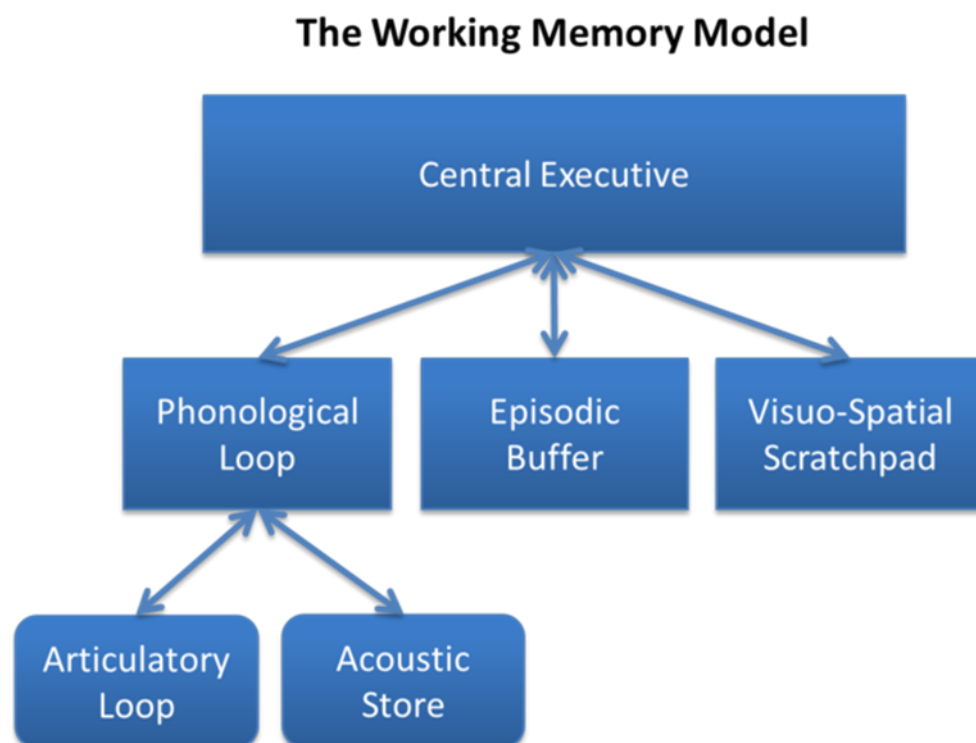 The Working Memory Model
Central Executive
Phonological
Loop
Episodic
Buffer
Visuo-Spatial
Scratchpad
Articulatory
Loop
Acoustic
Store